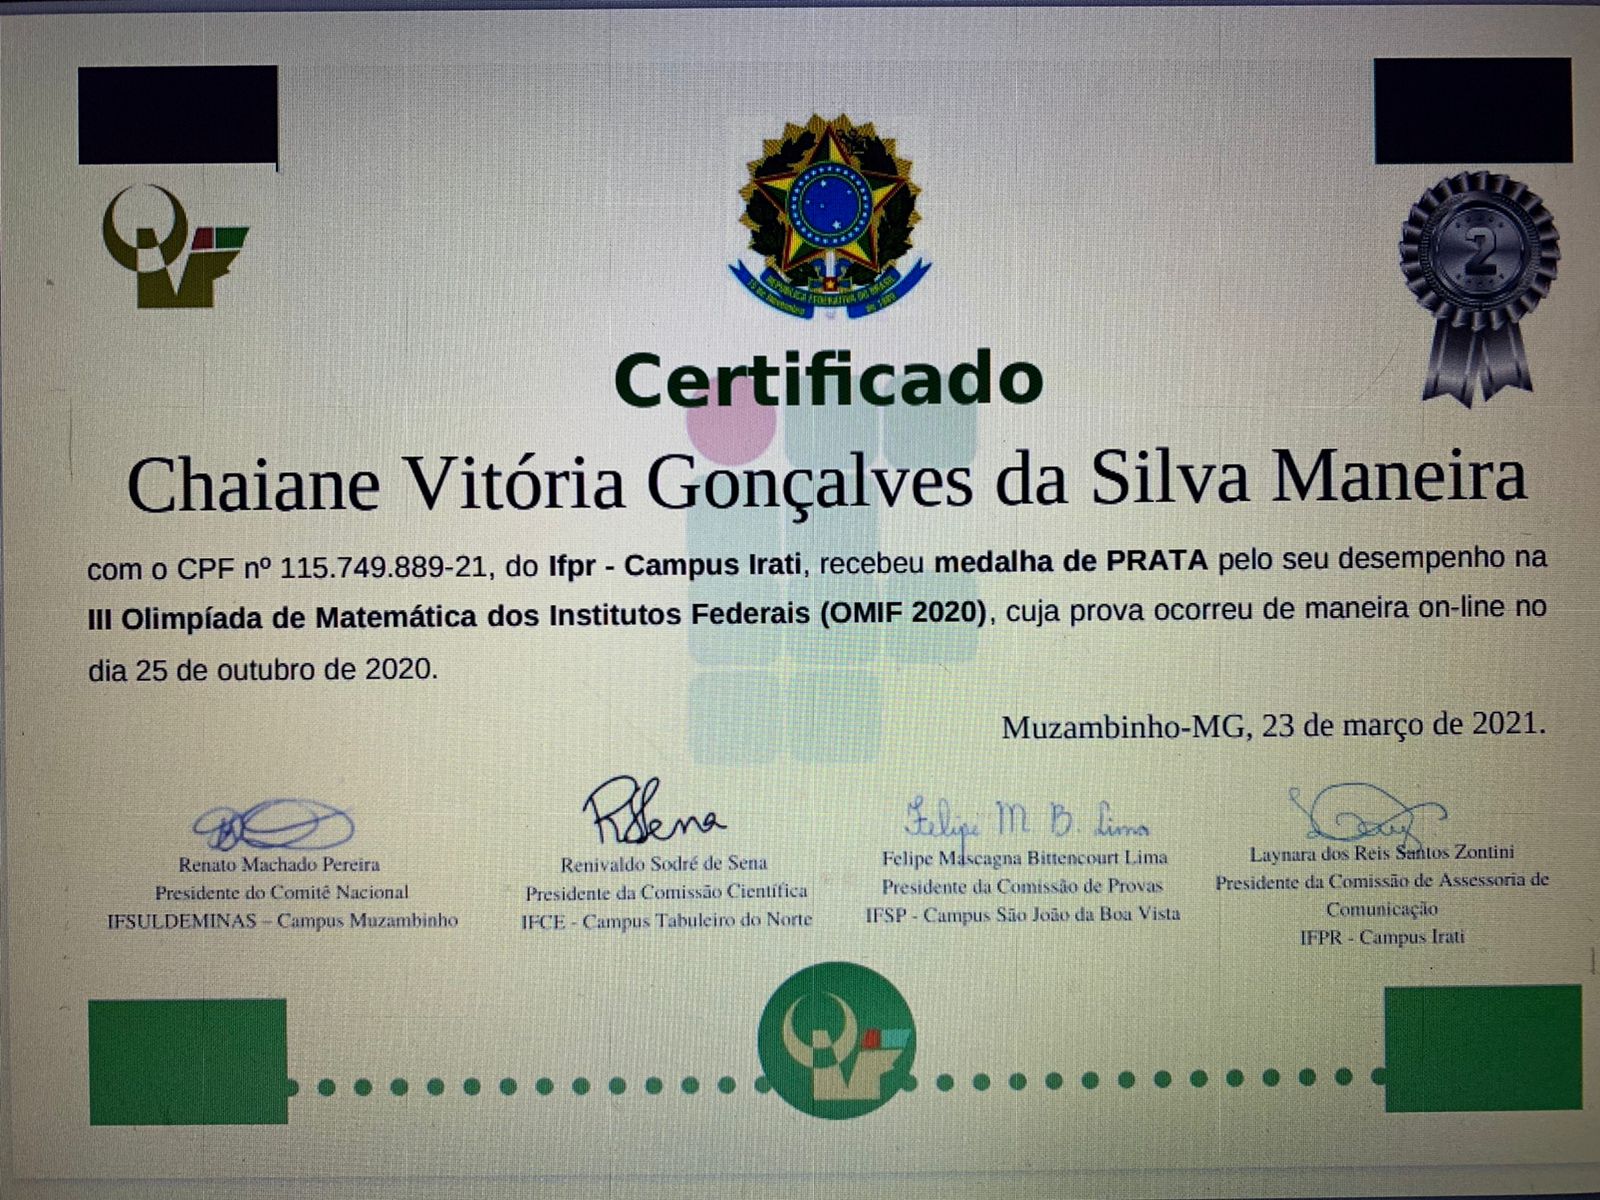 REPÚBLICA FEDERATIVA DO BRASIL
15 de Novembro de 1889
2
Certificado
Chaiane Vitória Gonçalves da Silva Maneira
com o CPF nº 115.749.889-21, do Ifpr - Campus Irati, recebeu medalha de PRATA pelo seu desempenho na
III Olimpíada de Matemática dos Institutos Federais (OMIF 2020), cuja prova ocorreu de maneira on-line no
dia 25 de outubro de 2020.
Muzambinho-MG, 23 de março de 2021.
RSena
Felipe M. B. Lima
Renato Machado Pereira
Presidente do Comitê Nacional
IFSULDEMINAS – Campus Muzambinho
Renivaldo Sodré de Sena
Presidente da Comissão Científica
IFCE - Campus Tabuleiro do Norte
Felipe Mascagna Bittencourt Lima
Presidente da Comissão de Provas
IFSP - Campus São João da Boa Vista
Laynara dos Reis Santos Zontini
Presidente da Comissão de Assessoria de
Comunicação
IFPR - Campus Irati